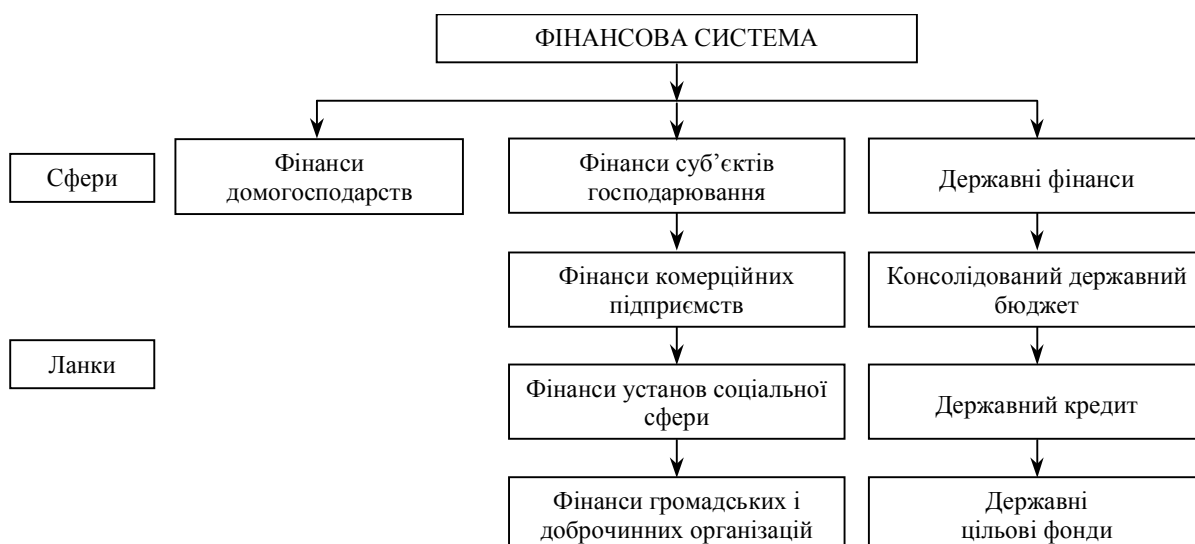 ФІНАНСОВА СИСТЕМА
Сфери
Фінанси
домогосподарств
Фінанси суб’єктів
господарювання
Державні фінанси
Фінанси комерційних
підприємств
Консолідований державний
бюджет
Ланки
Фінанси установ соціальної
сфери
Державний кредит
Фінанси громадських і
доброчинних організацій
Державні
цільові фонди